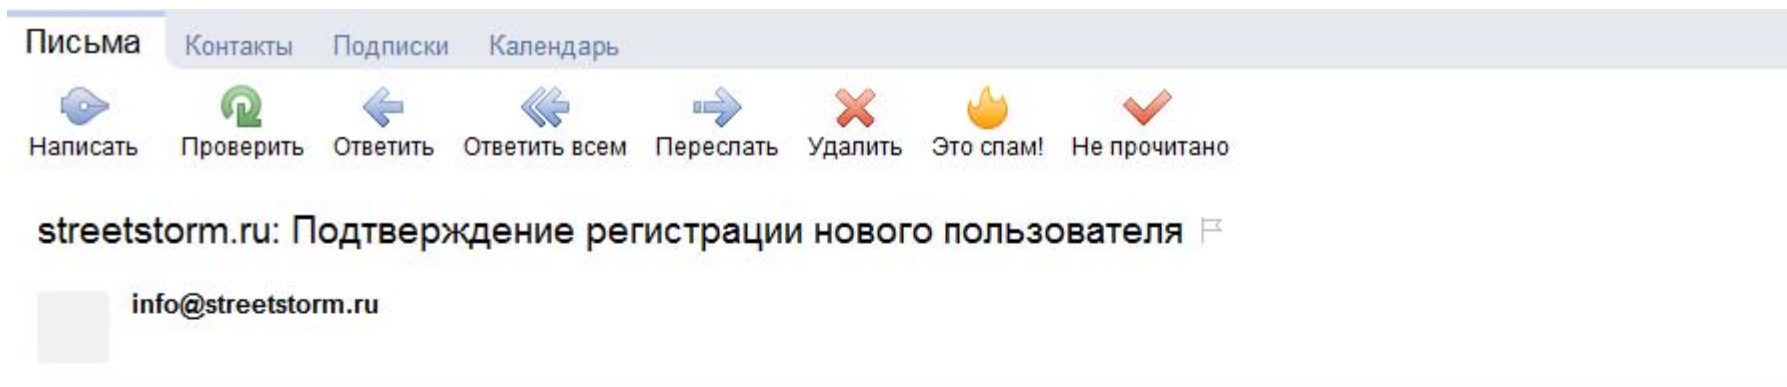 Письма Контакты Подписки Календарь
Написать Проверить Ответить Ответить всем Переслать Удалить Это спам! Не прочитано
streetstorm.ru: Подтверждение регистрации нового пользователя
info@streetstorm.ru